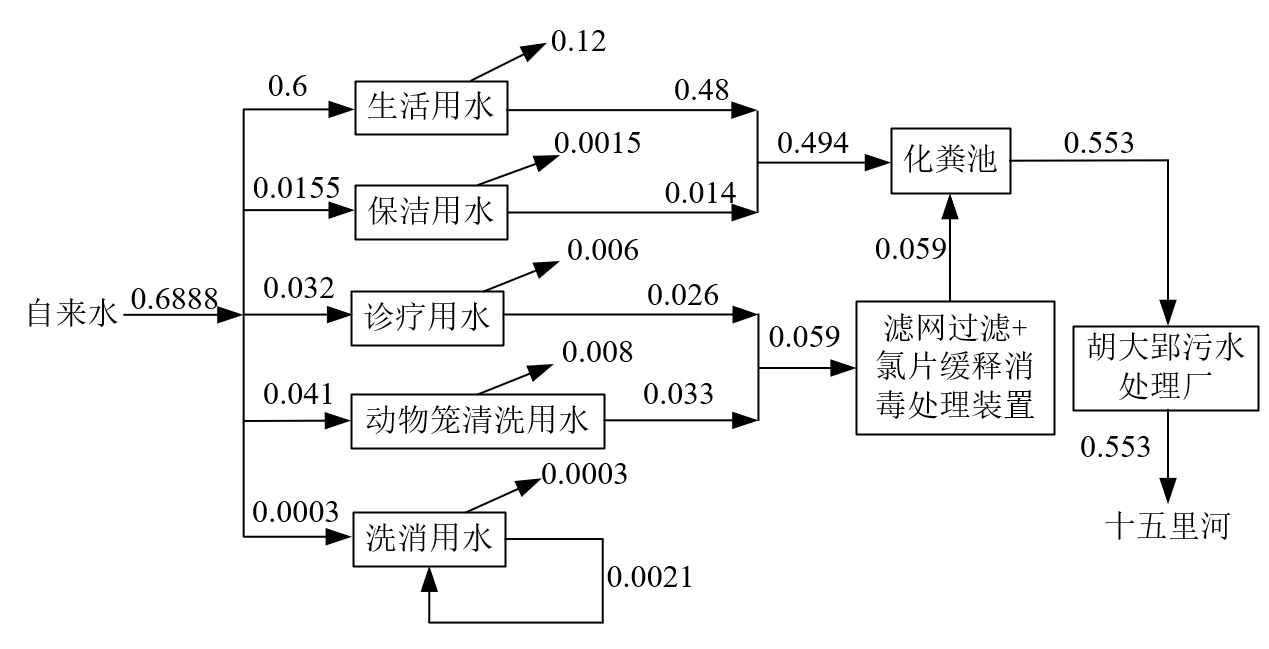 0.12
0.6
生活用水
0.48
0.0015
0.494
化粪池
0.553
0.0155
保洁用水
0.014
0.006
0.059
自来水
0.6888
0.032
诊疗用水
0.026
滤网过滤+
氯片缓释消
毒处理装置
0.059
胡大郢污水
处理厂
0.008
0.041
动物笼清洗用水
0.033
0.553
0.0003
0.0003
洗消用水
十五里河
0.0021